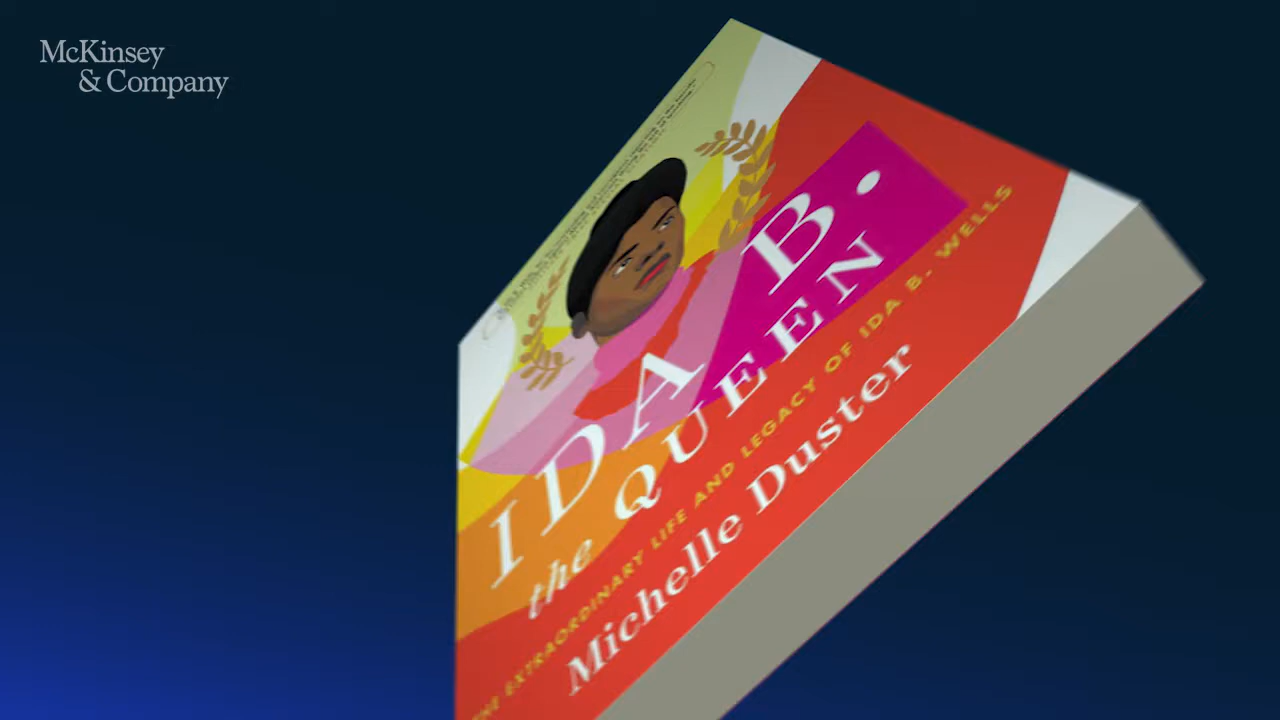 McKinsey
& Company
IDA B.
the QUEEN
THE EXTRAORDINARY LIFE AND LEGACY OF IDA B. WELLS
Michelle Duster